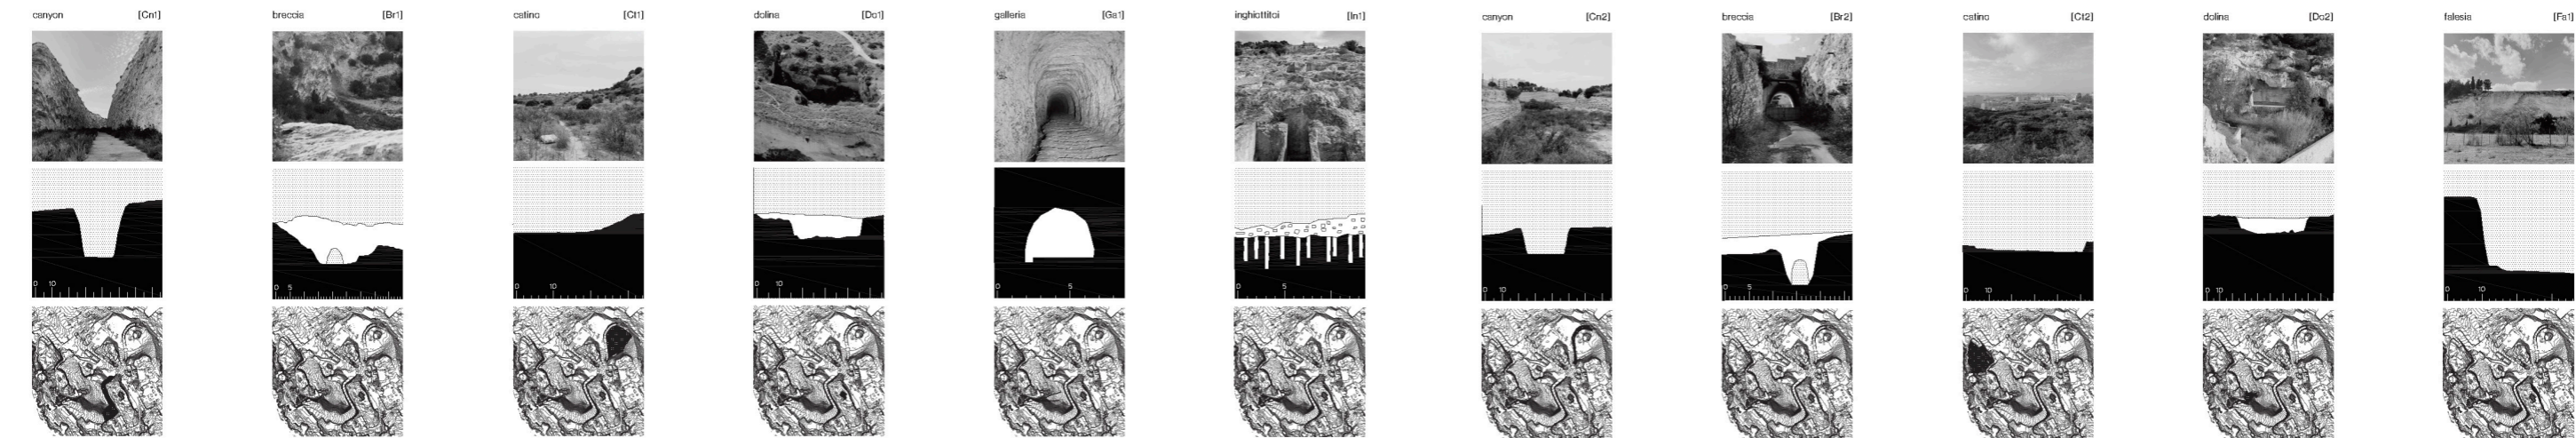 canyon [Cn1]
breccia [Br1]
catino [Ct1]
dolina [Do1]
galleria [Ga1]
inghiottitoi [In1]
canyon [Cn2]
breccia [Br2]
catino [Ct2]
dolina [Do2]
falesia [Fa1]
0 10
0 5
0 10
0 10
0 5
0 5
0 10
0 5
0 10
0 10
0 10